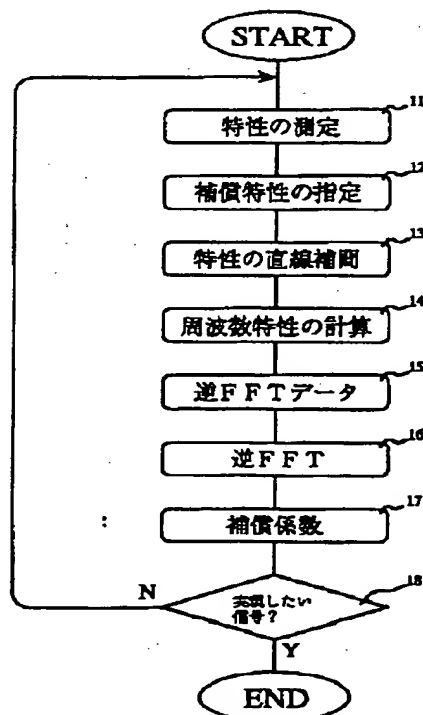 START
11
特性の測定
12
補償特性の指定
13
特性の直線補間
14
周波数特性の計算
15
逆FFTデータ
16
逆FFT
17
補償係数
18
実現したい
信号?
N
Y
END